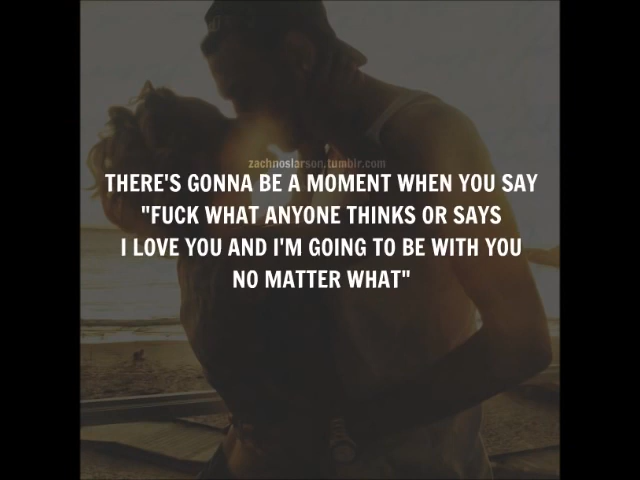 zachnoslarson.tumblr.com
THERE'S GONNA BE A MOMENT WHEN YOU SAY
"FUCK WHAT ANYONE THINKS OR SAYS
I LOVE YOU AND I'M GOING TO BE WITH YOU
NO MATTER WHAT"